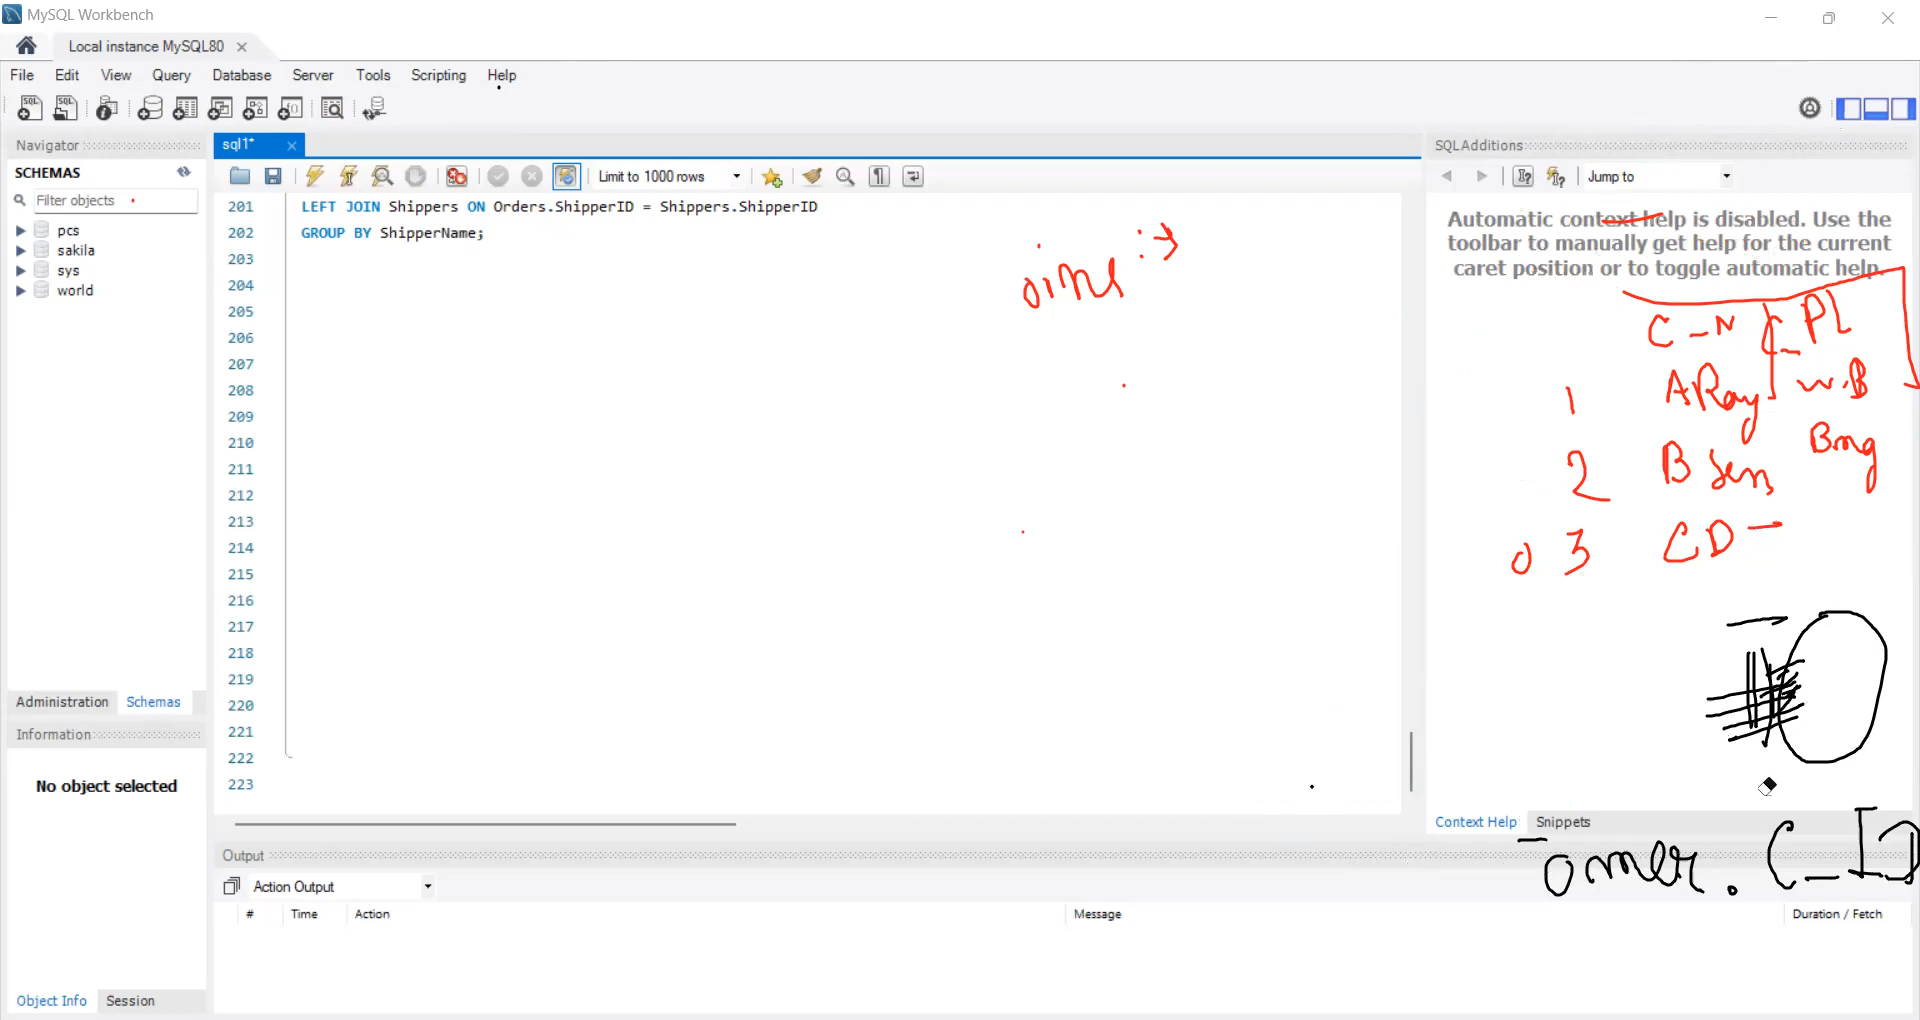 MySQL Workbench
Local instance MySQL80
File Edit View Query Database Server Tools Scripting Help
Navigator
SCHEMAS
Filter objects
pcs
sakila
sys
world
Administration Schemas
Information
No object selected
Object Info Session
sql1*
Limit to 1000 rows
201 LEFT JOIN Shippers ON Orders.ShipperID = Shippers.ShipperID
202 GROUP BY ShipperName;
203
204
205
206
207
208
209
210
211
212
213
214
215
216
217
218
219
220
221
222
223
SQLAdditions
Jump to
Automatic context help is disabled. Use the
toolbar to manually get help for the current
caret position or to toggle automatic help.
C_N
1 ARay W.B
2 B Sen
0 3 CD
Context Help Snippets
omer. C_ID
Output
Action Output
# Time Action Message Duration / Fetch